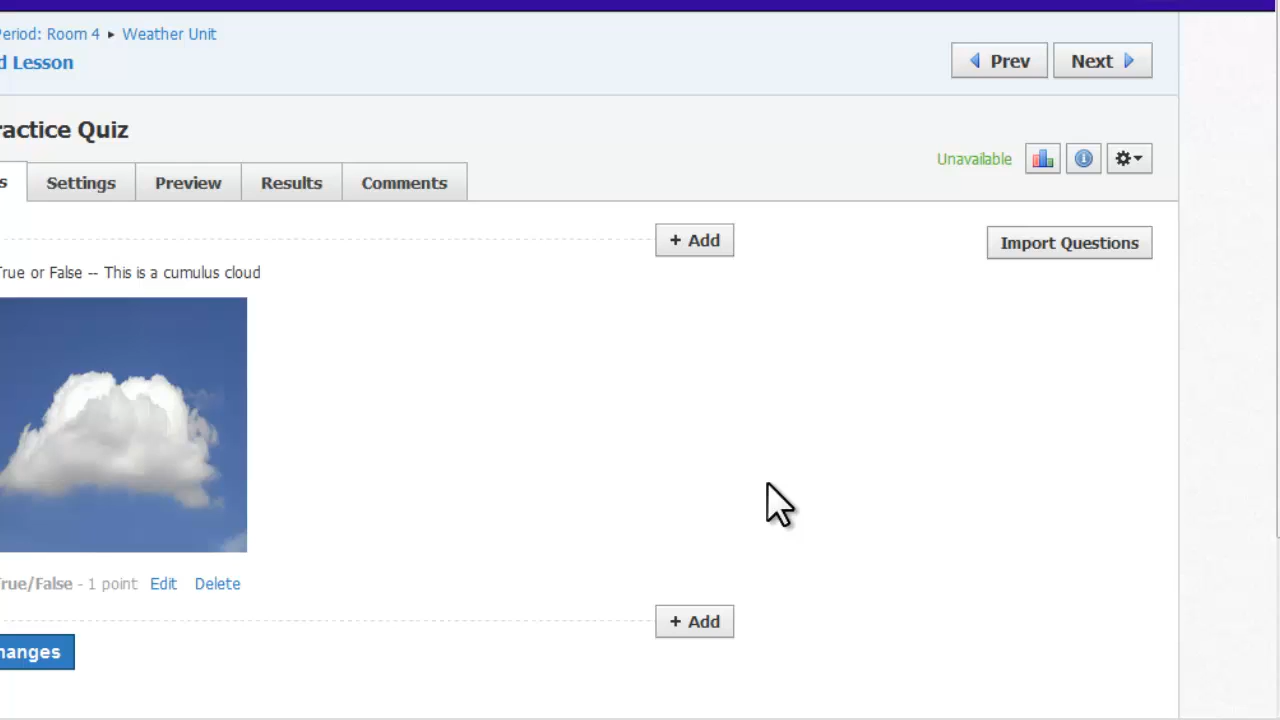 Period: Room 4 ▸ Weather Unit
d Lesson
Prev
Next
ractice Quiz
Unavailable
s
Settings
Preview
Results
Comments
+ Add
Import Questions
True or False -- This is a cumulus cloud
True/False - 1 point Edit Delete
+ Add
hanges